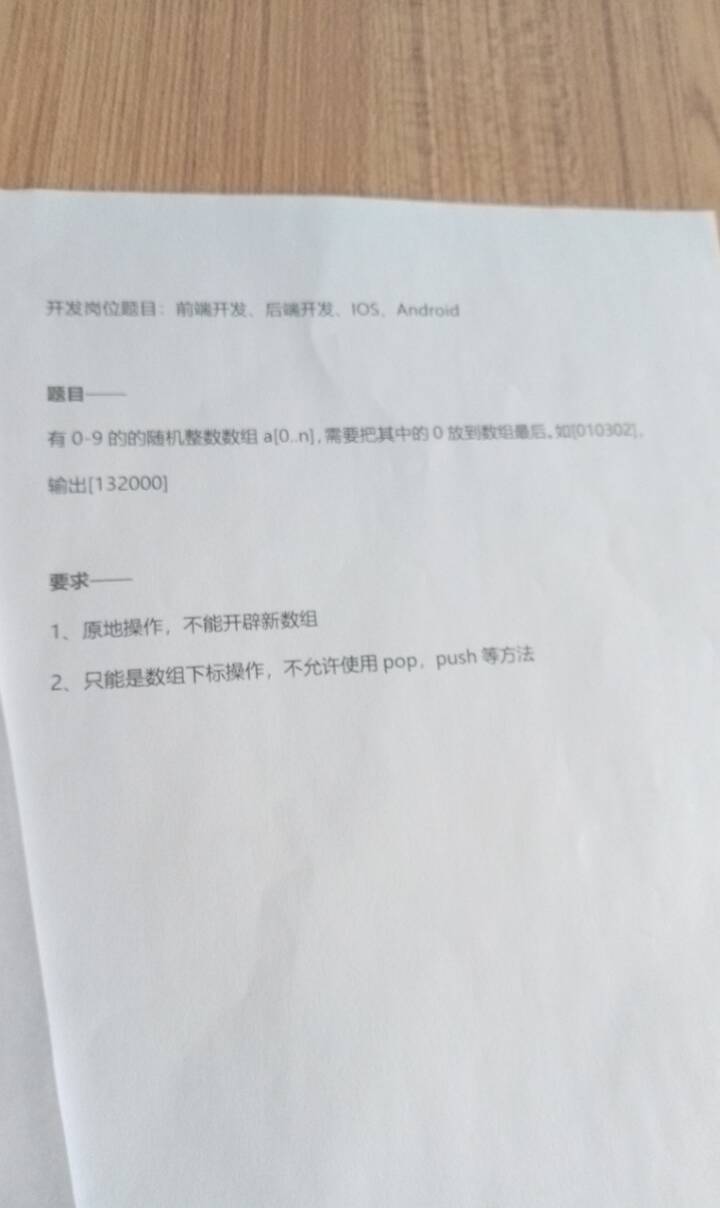 开发岗位题目：前端开发、后端开发、IOS、Android
题目——
有 0-9 的的随机整数数组 a[0..n],需要把其中的 0 放到数组最后。如[010302]，
输出[132000]
要求——
1、原地操作，不能开辟新数组
2、只能是数组下标操作，不允许使用 pop，push 等方法